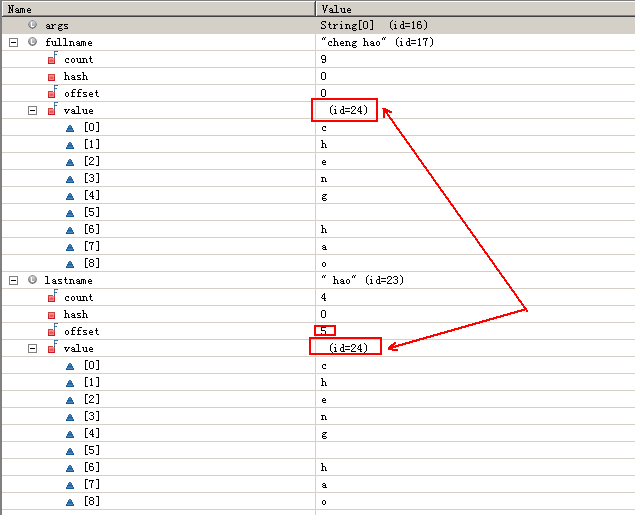 Name Value
args String[0] (id=16)
fullname "cheng hao" (id=17)
F count 9
hash 0
F offset 0
F value (id=24)
[0] c
[1] h
[2] e
[3] n
[4] g
[5]
[6] h
[7] a
[8] o
lastname " hao" (id=23)
F count 4
hash 0
F offset 5
F value (id=24)
[0] c
[1] h
[2] e
[3] n
[4] g
[5]
[6] h
[7] a
[8] o